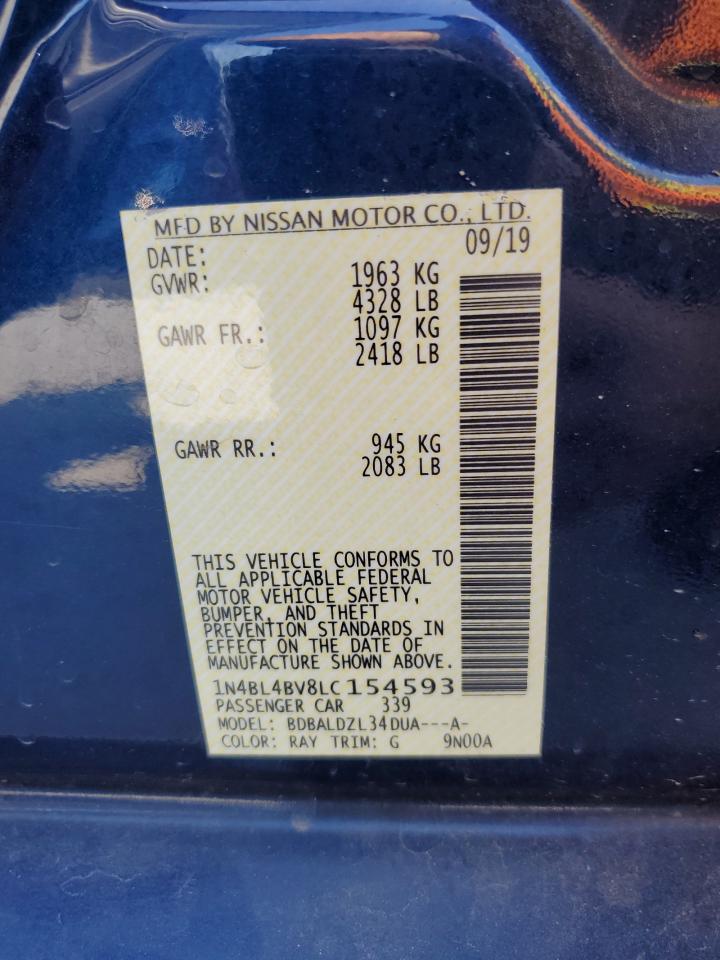 MFD BY NISSAN MOTOR CO., LTD.
DATE: 09/19
GVWR: 1963 KG
4328 LB
GAWR FR.: 1097 KG
2418 LB
GAWR RR.: 945 KG
2083 LB
THIS VEHICLE CONFORMS TO
ALL APPLICABLE FEDERAL
MOTOR VEHICLE SAFETY,
BUMPER, AND THEFT
PREVENTION STANDARDS IN
EFFECT ON THE DATE OF
MANUFACTURE SHOWN ABOVE.
1N4BL4BV8LC154593
PASSENGER CAR 339
MODEL: BDBALDZL34DUA---A-
COLOR: RAY TRIM: G 9N00A